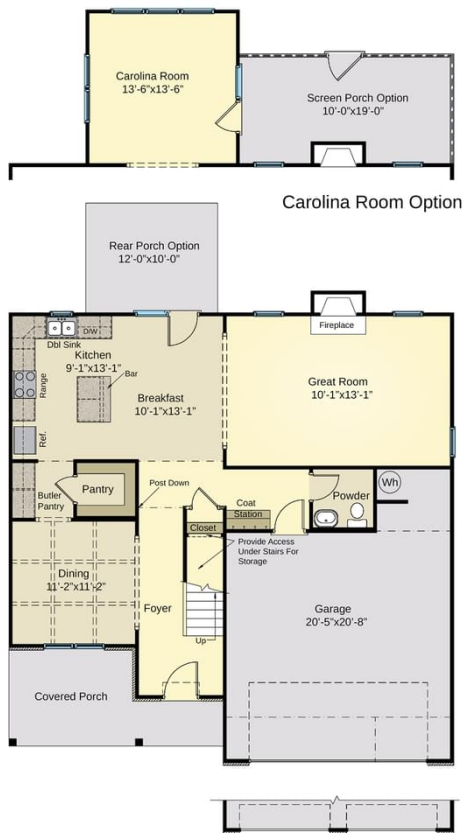 Carolina Room
13'-6"x13'-6"
Screen Porch Option
10'-0"x19'-0"
Carolina Room Option
Rear Porch Option
12'-0"x10'-0"
Fireplace
D/W
Dbl Sink
Kitchen
9'-1"x13'-1"
Bar
Range
Breakfast
10'-1"x13'-1"
Great Room
10'-1"x13'-1"
Ref.
Butler
Pantry
Pantry
Post Down
Coat
Station
Closet
Powder
Wh
Provide Access
Under Stairs For
Storage
Dining
11'-2"x11'-2"
Foyer
Up
Garage
20'-5"x20'-8"
Covered Porch